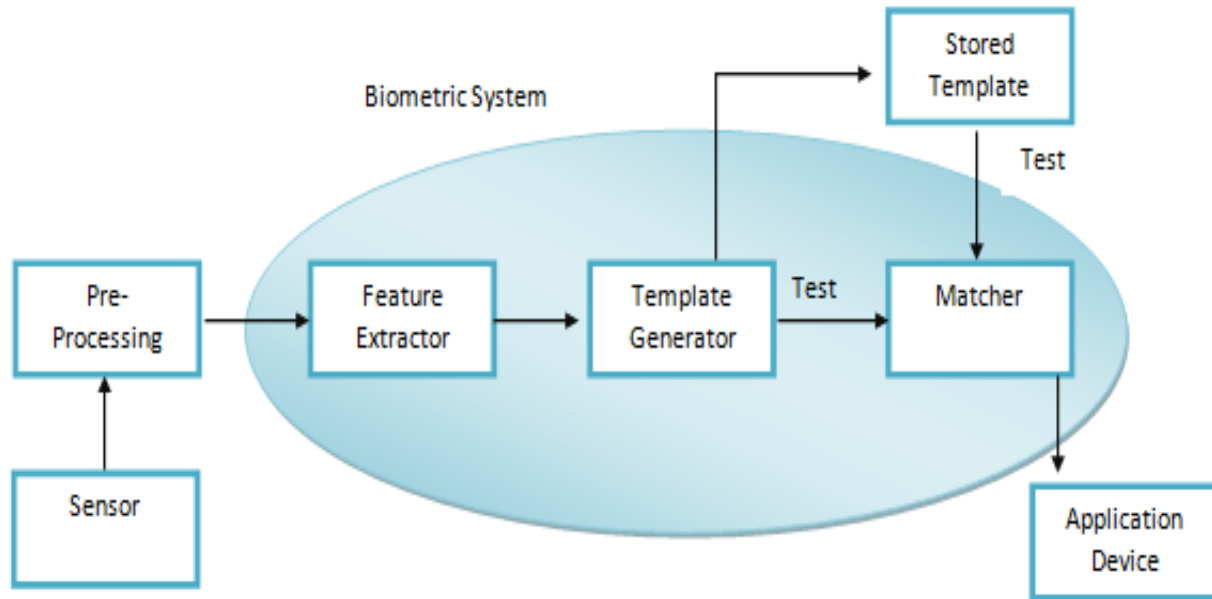 Stored
Template
Biometric System
Test
Pre-
Processing
Feature
Extractor
Template
Generator
Test
Matcher
Sensor
Application
Device